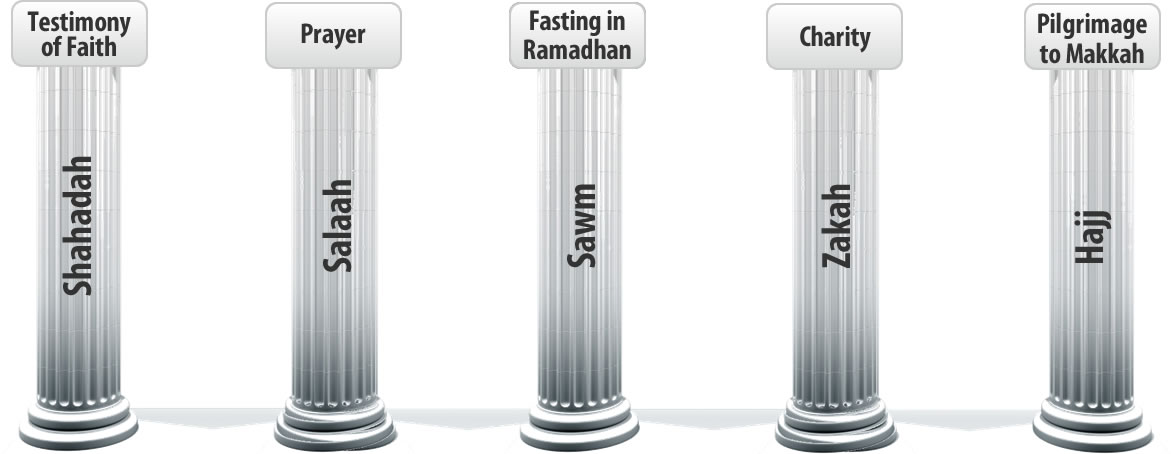 Testimony
of Faith
Prayer
Fasting in
Ramadhan
Charity
Pilgrimage
to Makkah
Shahadah
Salaah
Sawm
Zakah
Hajj